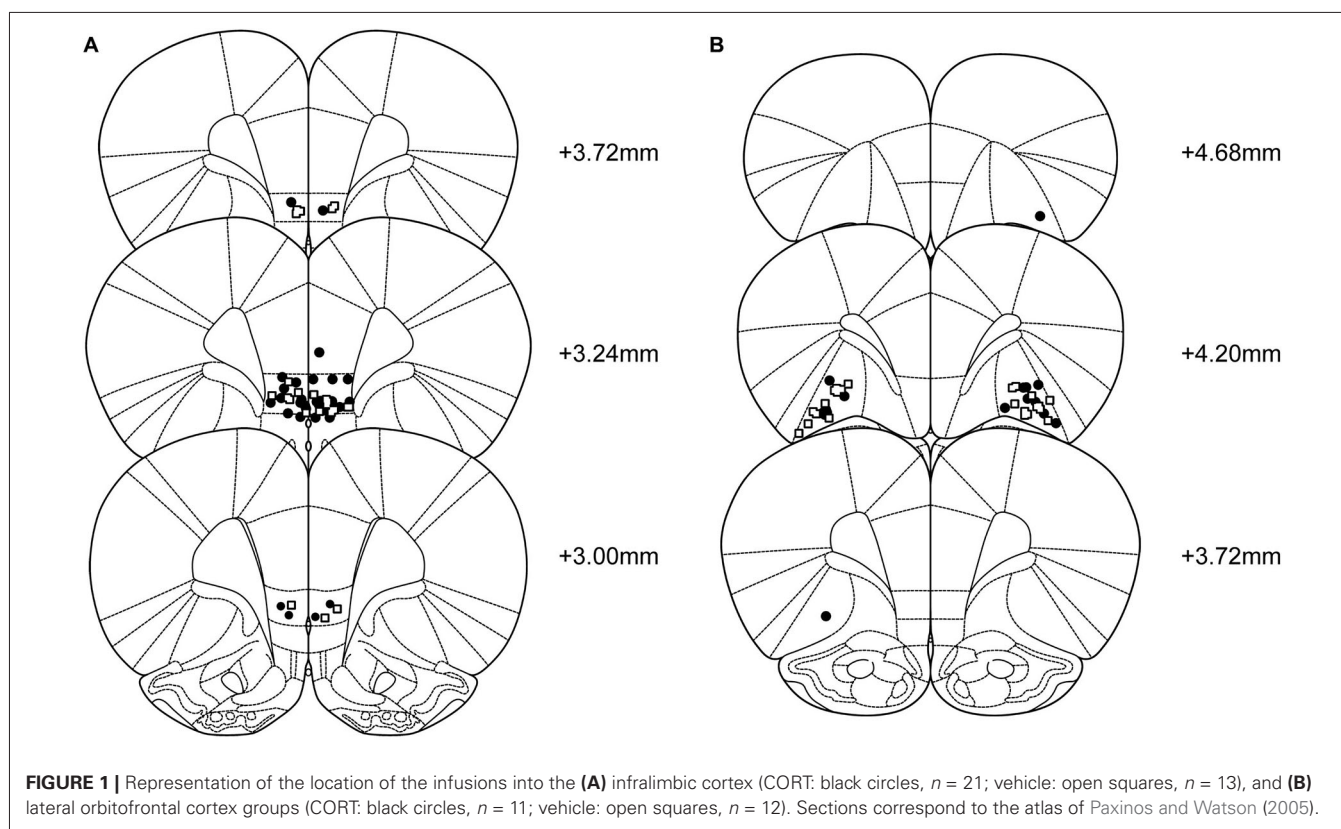 A
B
+3.72mm
+4.68mm
+3.24mm
+4.20mm
+3.00mm
+3.72mm
FIGURE 1 | Representation of the location of the infusions into the (A) infralimbic cortex (CORT: black circles, n = 21; vehicle: open squares, n = 13), and (B)
lateral orbitofrontal cortex groups (CORT: black circles, n = 11; vehicle: open squares, n = 12). Sections correspond to the atlas of Paxinos and Watson (2005).